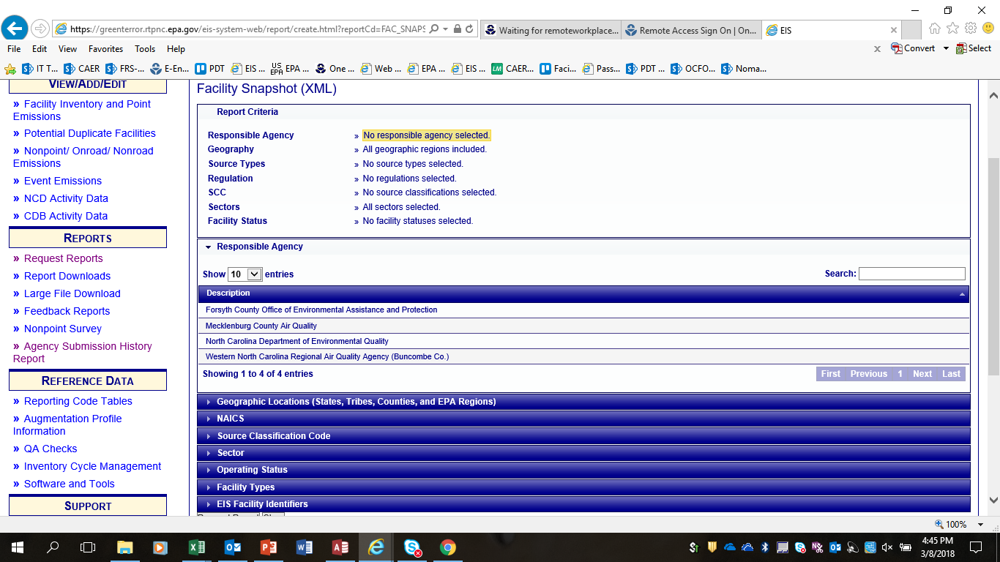 https://greenterror.rtpnc.epa.gov/eis-system-web/report/create.html?reportCd=FAC_SNAPS
Waiting for remoteworkplace...
Remote Access Sign On | On...
EIS
File Edit View Favorites Tools Help
Convert Select
IT T... CAER FRS-... E-En... PDT EIS ... US EPA EPA ... One ... Web ... EPA ... EIS ... LM CAER... Faci... Pass... PDT ... OCFO... Noma...
VIEW/ADD/EDIT
» Facility Inventory and Point
Emissions
» Potential Duplicate Facilities
» Nonpoint/ Onroad/ Nonroad
Emissions
» Event Emissions
» NCD Activity Data
» CDB Activity Data
REPORTS
» Request Reports
» Report Downloads
» Large File Download
» Feedback Reports
» Nonpoint Survey
» Agency Submission History
Report
REFERENCE DATA
» Reporting Code Tables
» Augmentation Profile
Information
» QA Checks
» Inventory Cycle Management
» Software and Tools
SUPPORT
Facility Snapshot (XML)
Report Criteria
Responsible Agency » No responsible agency selected.
Geography » All geographic regions included.
Source Types » No source types selected.
Regulation » No regulations selected.
SCC » No source classifications selected.
Sectors » All sectors selected.
Facility Status » No facility statuses selected.
Responsible Agency
Show 10 entries Search:
Description
Forsyth County Office of Environmental Assistance and Protection
Mecklenburg County Air Quality
North Carolina Department of Environmental Quality
Western North Carolina Regional Air Quality Agency (Buncombe Co.)
Showing 1 to 4 of 4 entries First Previous 1 Next Last
Geographic Locations (States, Tribes, Counties, and EPA Regions)
NAICS
Source Classification Code
Sector
Operating Status
Facility Types
EIS Facility Identifiers
100%
4:45 PM
3/8/2018